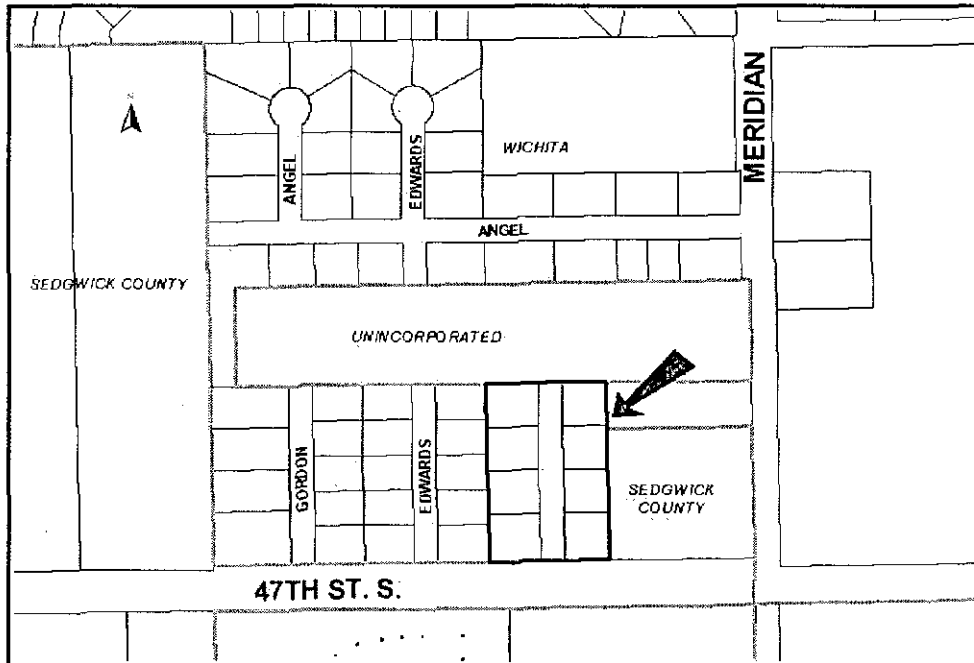 N
MERIDIAN
WICHITA
ANGEL
EDWARDS
ANGEL
SEDGWICK COUNTY
UNINCORPORATED
GORDON
EDWARDS
SEDGWICK
COUNTY
47TH ST. S.